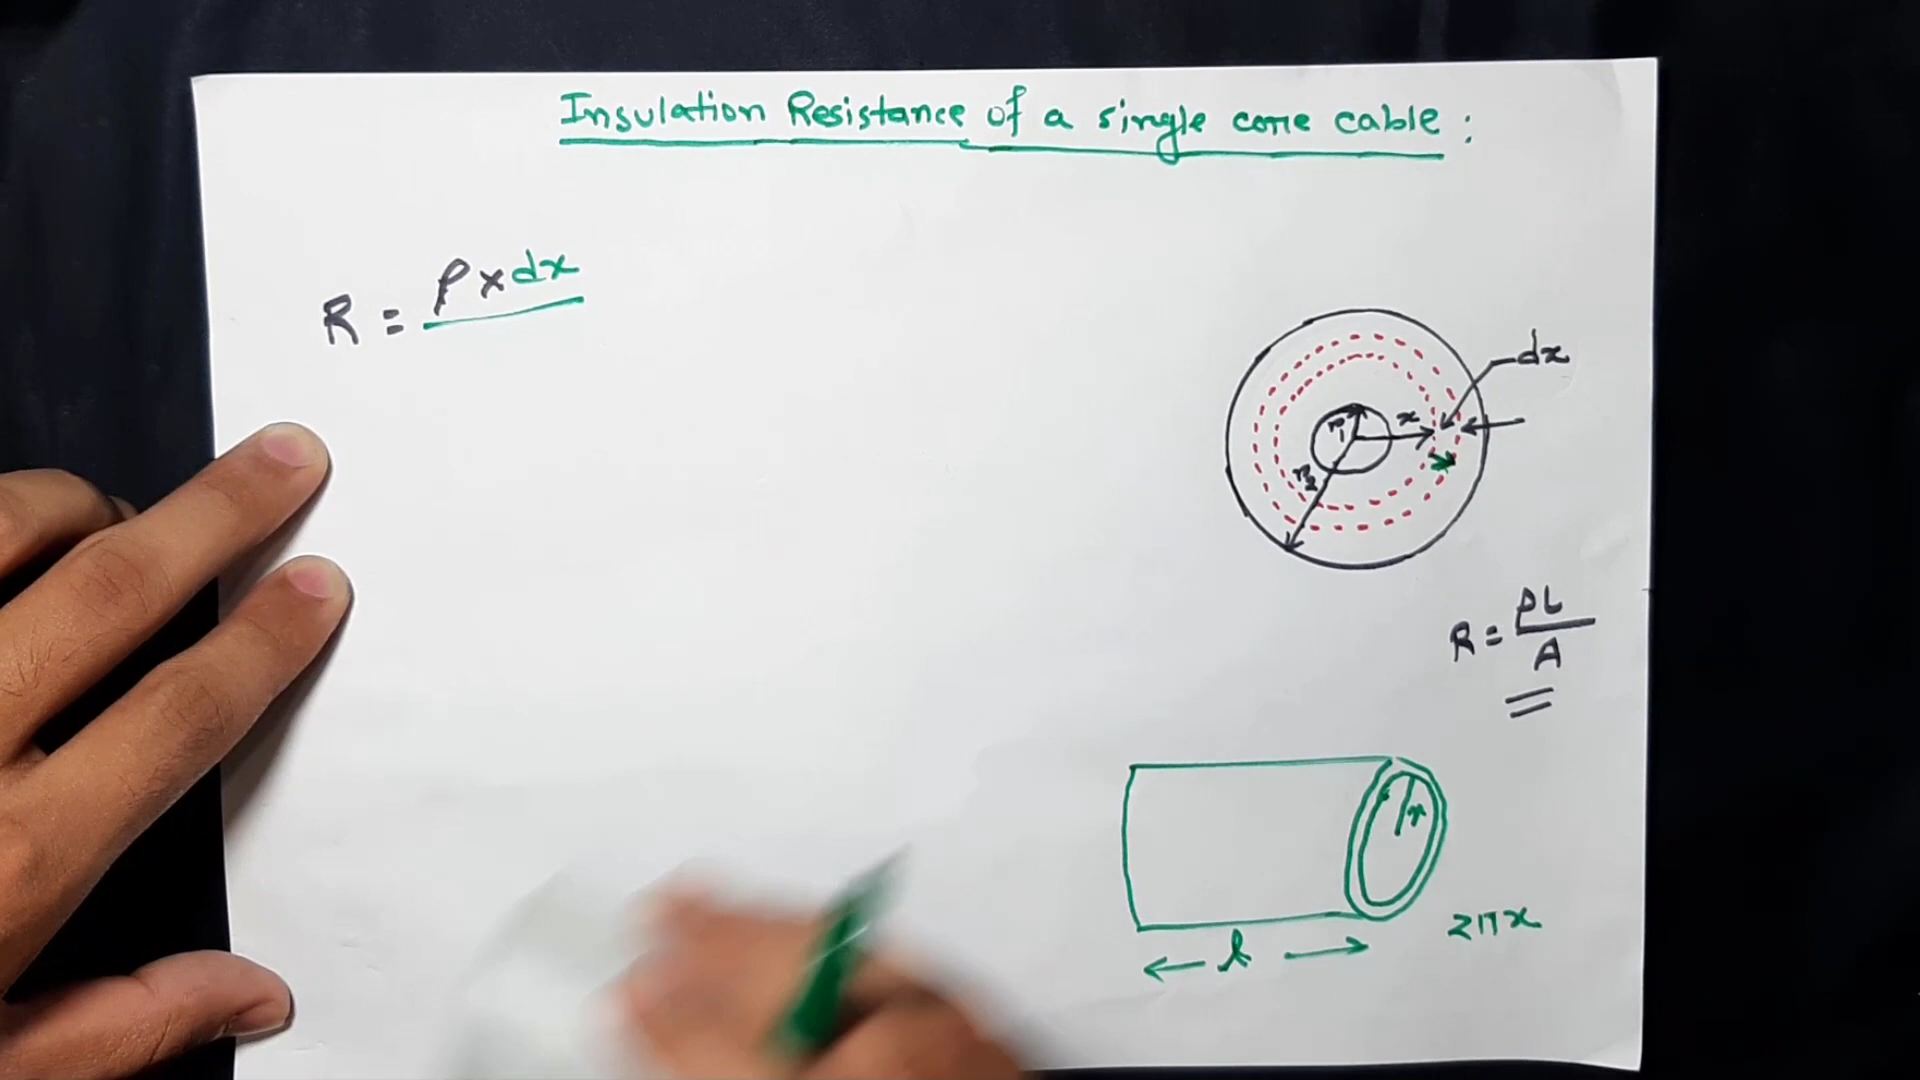 Insulation Resistance of a single core cable :
R = ρ x dx
dx
x
r1
r2
R = ρL
A
r
2πx
l